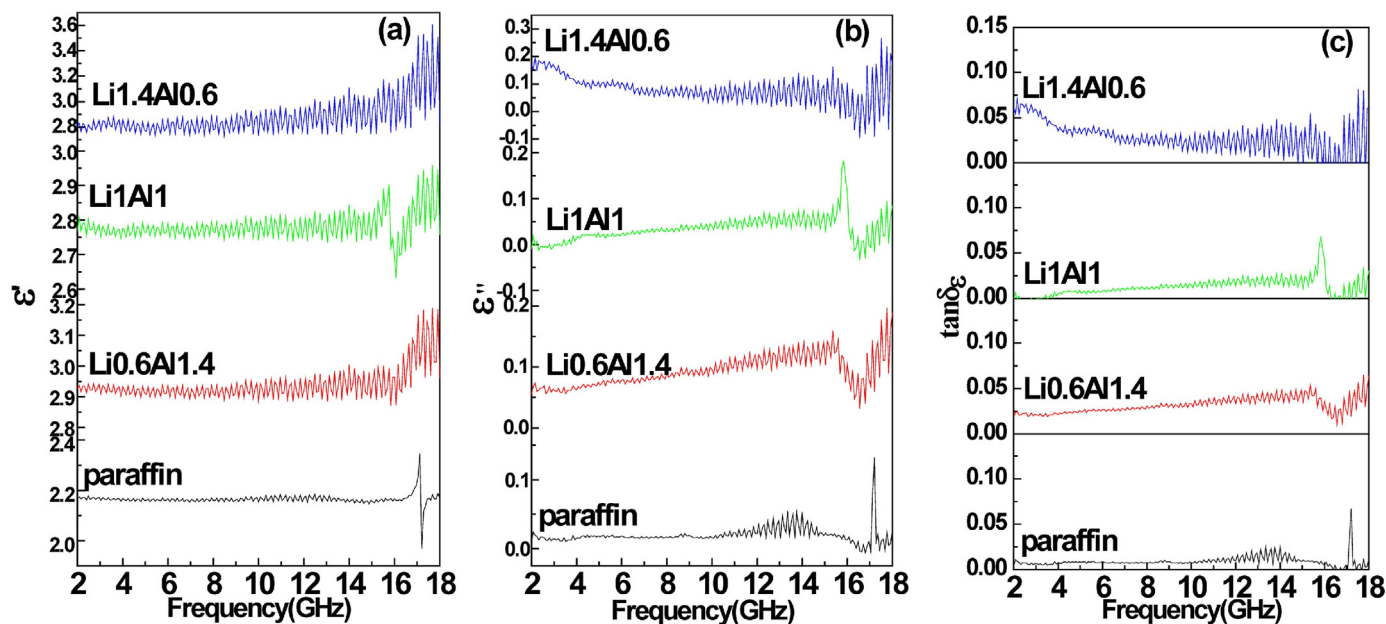 (a)
3.6
3.4
3.2
3.0
2.8
Li1.4Al0.6
3.0
2.9
2.8
2.7
2.6
Li1Al1
3.2
3.1
3.0
2.9
2.8
Li0.6Al1.4
2.4
2.2
2.0
paraffin
ε'
2 4 6 8 10 12 14 16 18
Frequency(GHz)
(b)
0.3
0.2
0.1
0.0
-0.1
Li1.4Al0.6
0.2
0.1
0.0
-0.1
Li1Al1
0.2
0.1
0.0
Li0.6Al1.4
0.1
0.0
paraffin
ε"
2 4 6 8 10 12 14 16 18
Frequency(GHz)
(c)
0.15
0.10
0.05
0.00
Li1.4Al0.6
0.10
0.05
0.00
Li1Al1
0.10
0.05
0.00
Li0.6Al1.4
0.10
0.05
0.00
paraffin
tanδε
2 4 6 8 10 12 14 16 18
Frequency(GHz)